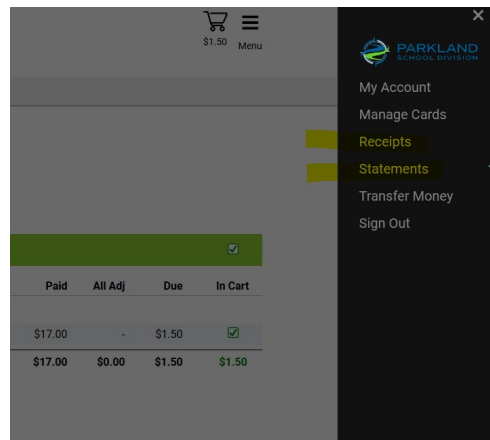 $1.50 Menu
PARKLAND
SCHOOL DIVISION
My Account
Manage Cards
Receipts
Statements
Transfer Money
Sign Out
Paid All Adj Due In Cart
$17.00 - $1.50
$17.00 $0.00 $1.50 $1.50